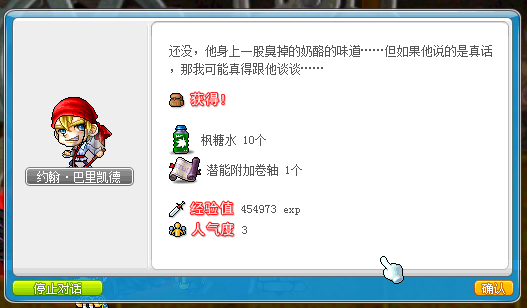 还没，他身上一股臭掉的奶酪的味道……但如果他说的是真话
，那我可能真得跟他谈谈……
获得！
枫糖水 10个
潜能附加卷轴 1个
约翰·巴里凯德
经验值 454973 exp
人气度 3
停止对话
确认